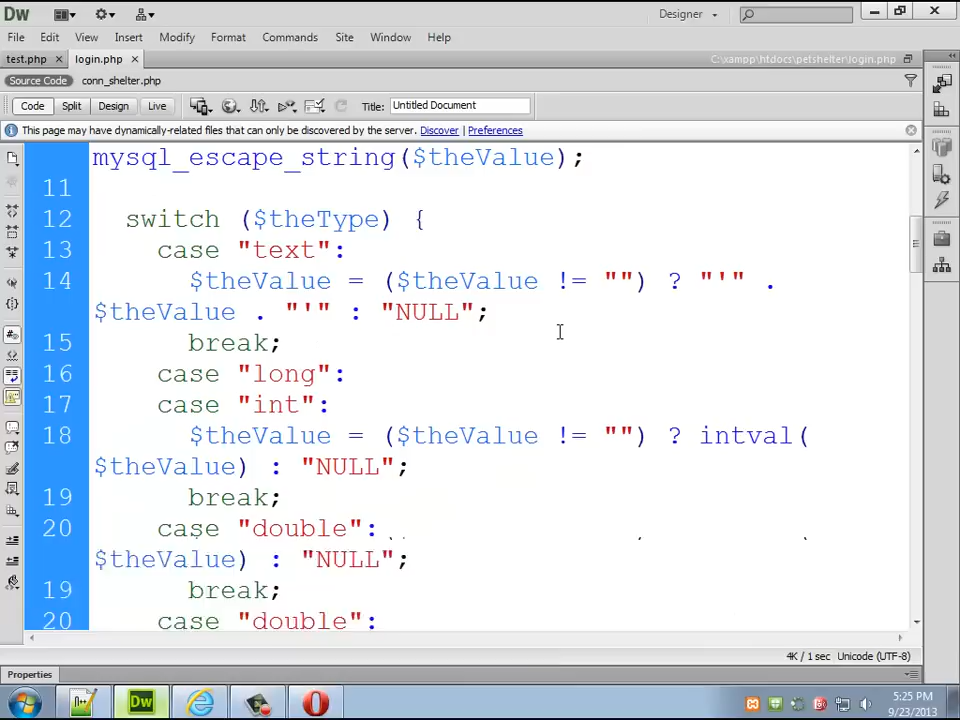 Dw
Designer
File Edit View Insert Modify Format Commands Site Window Help
test.php × login.php × C:\xampp\htdocs\petshelter\login.php
Source Code conn_shelter.php
Code Split Design Live Title: Untitled Document
This page may have dynamically-related files that can only be discovered by the server. Discover | Preferences
mysql_escape_string($theValue);
11
12 switch ($theType) {
13 case "text":
14 $theValue = ($theValue != "") ? "'" .
$theValue . "'" : "NULL";
15 break;
16 case "long":
17 case "int":
18 $theValue = ($theValue != "") ? intval(
$theValue) : "NULL";
19 break;
20 case "double":
$theValue) : "NULL";
19 break;
20 case "double":
4K / 1 sec Unicode (UTF-8)
Properties
Dw
5:25 PM
9/23/2013